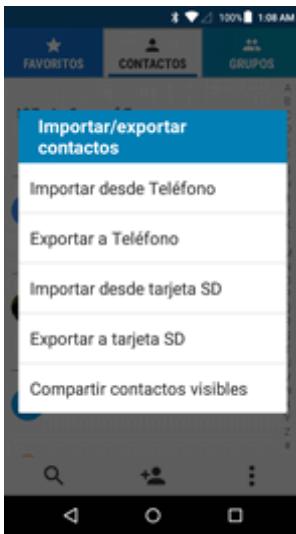 100% 1:08 AM
FAVORITOS CONTACTOS GRUPOS
A
B
Importar/exportar
contactos
Importar desde Teléfono
Exportar a Teléfono
Importar desde tarjeta SD
Exportar a tarjeta SD
Compartir contactos visibles
Z
#